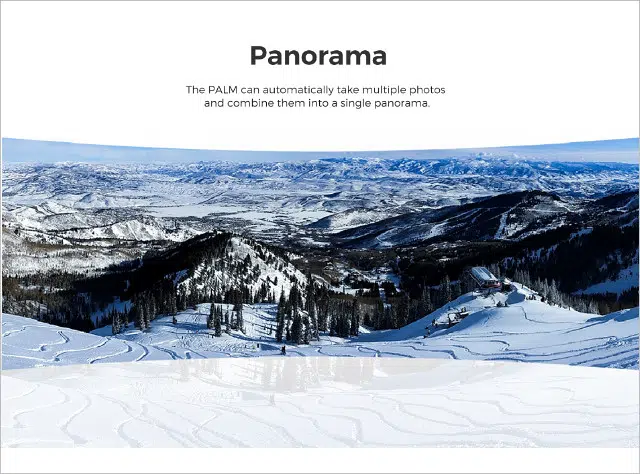 Panorama
The PALM can automatically take multiple photos
and combine them into a single panorama.